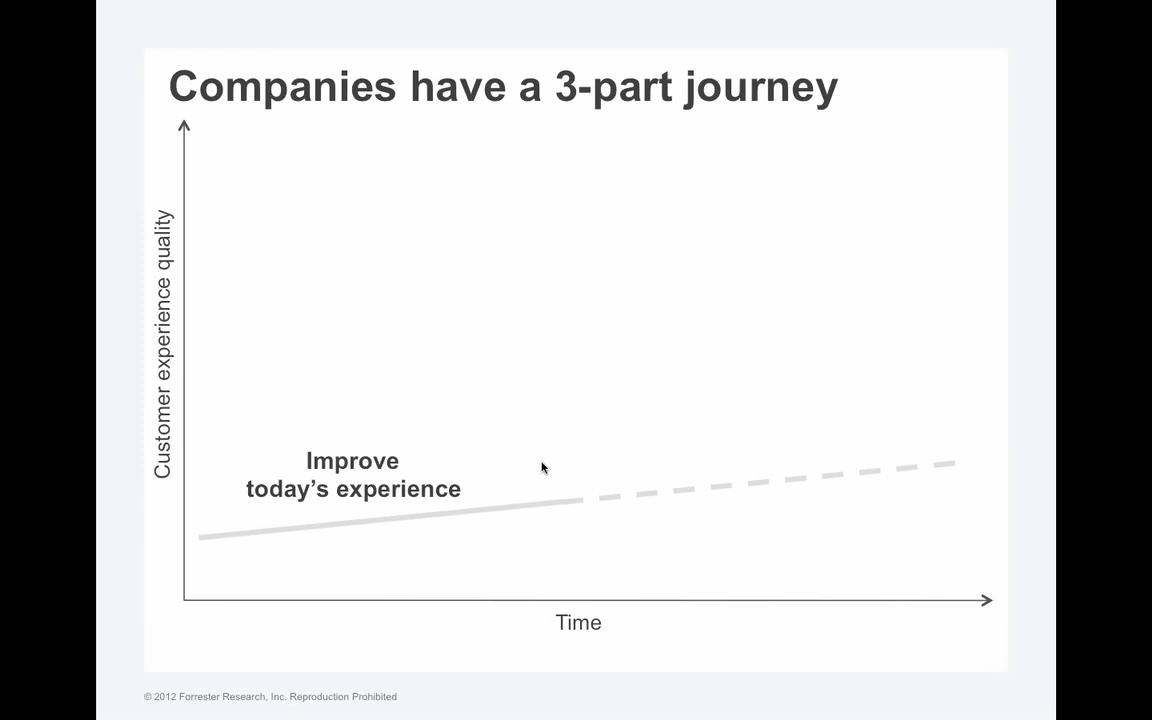 Companies have a 3-part journey
Customer experience quality
Improve
today’s experience
Time
© 2012 Forrester Research, Inc. Reproduction Prohibited